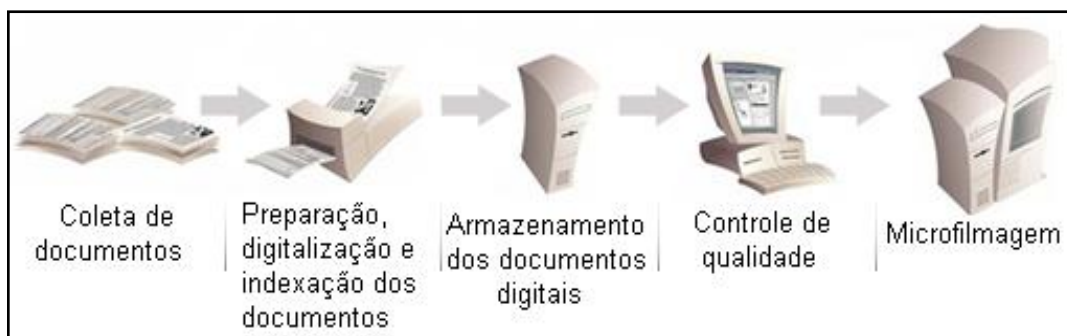 Coleta de
documentos
Preparação,
digitalização e
indexação dos
documentos
Armazenamento
dos documentos
digitais
Controle de
qualidade
Microfilmagem